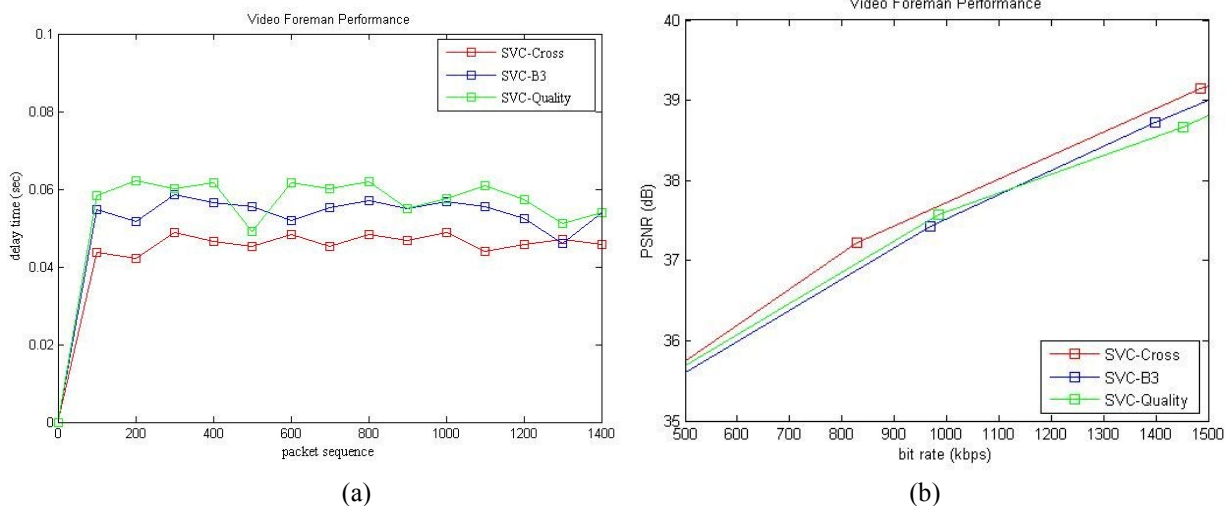 Video Foreman Performance
0.1
0.08
0.06
0.04
0.02
0
delay time (sec)
0
200
400
600
800
1000
1200
1400
packet sequence
SVC-Cross
SVC-B3
SVC-Quality
(a)
Video Foreman Performance
40
39
38
37
36
35
PSNR (dB)
500
600
700
800
900
1000
1100
1200
1300
1400
1500
bit rate (kbps)
SVC-Cross
SVC-B3
SVC-Quality
(b)